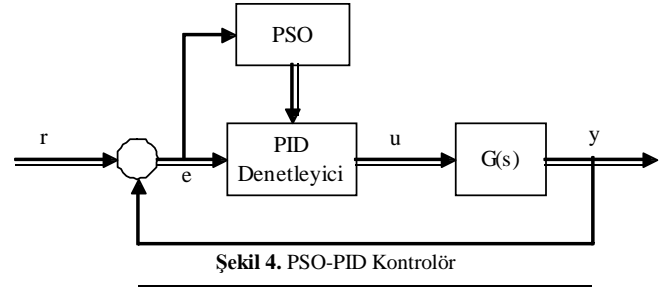 PSO
r
e
PID
Denetleyici
u
G(s)
y
Şekil 4. PSO-PID Kontrolör